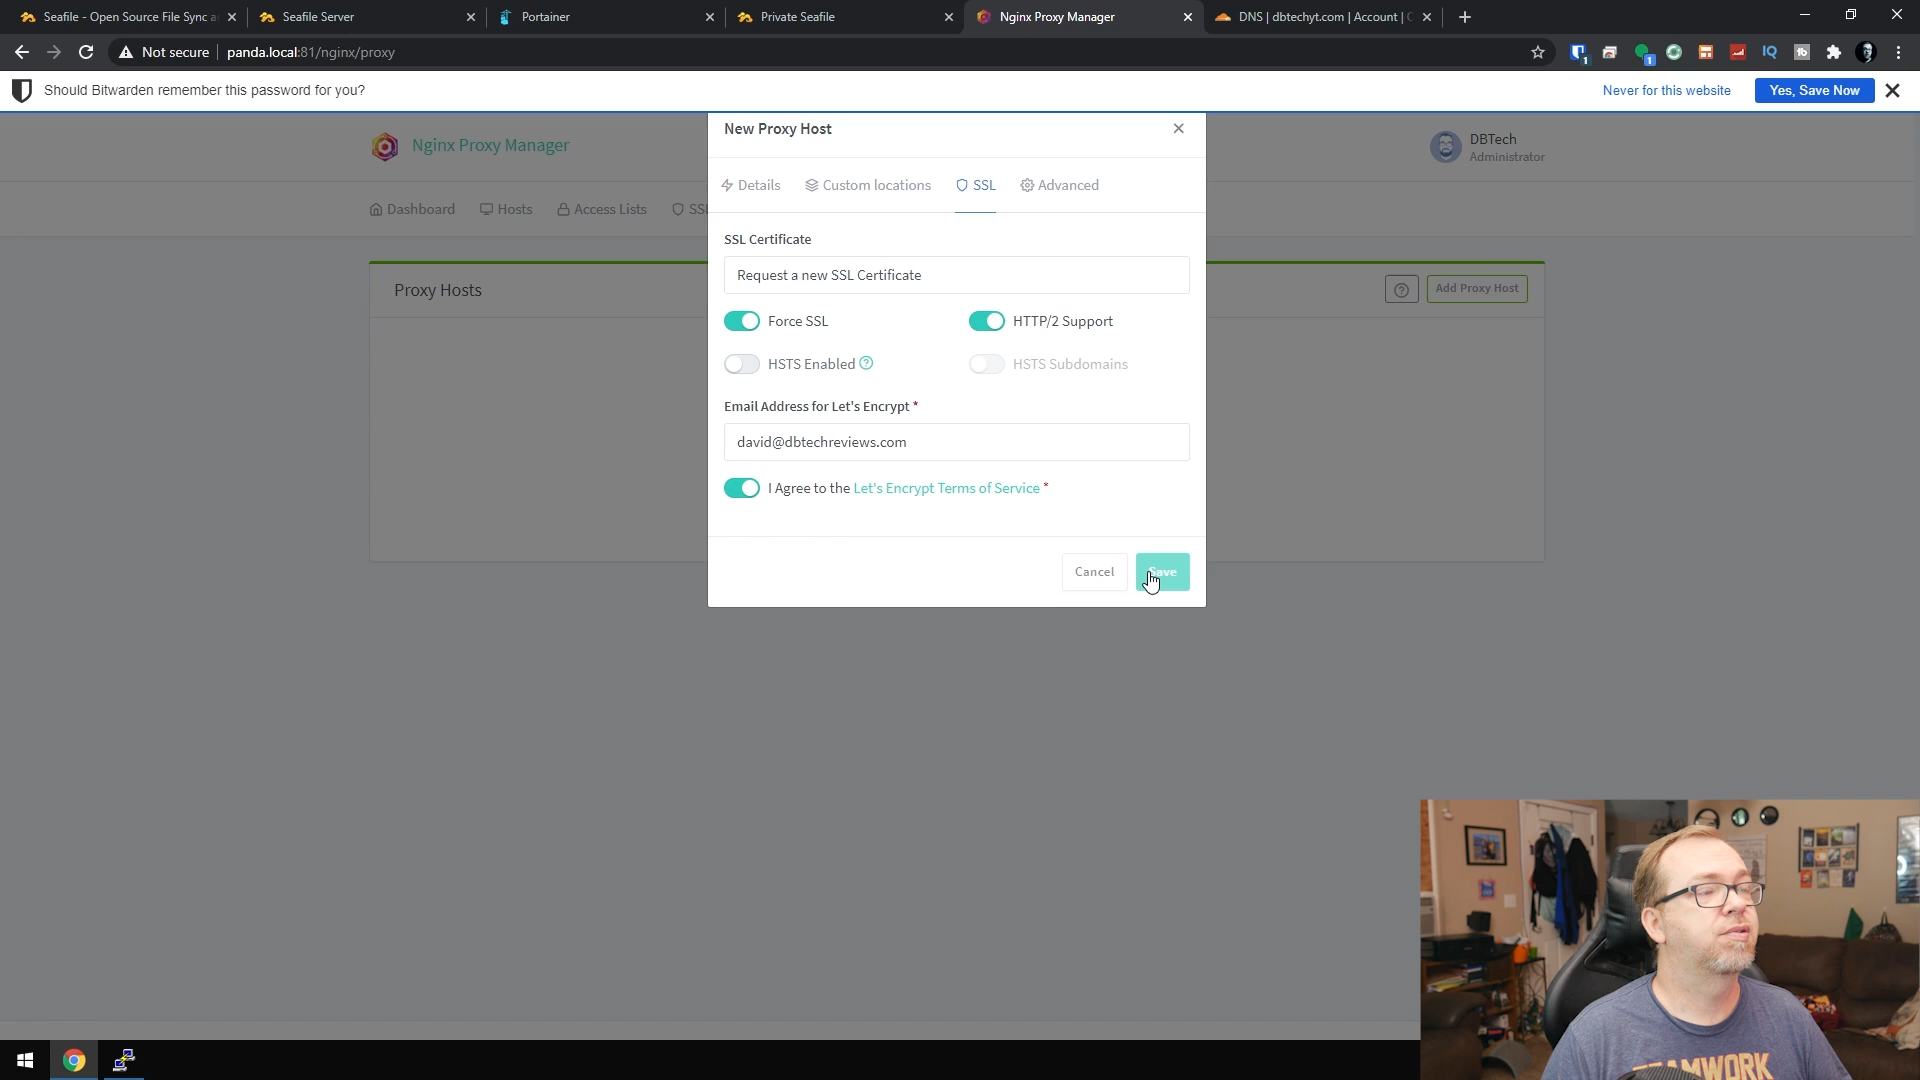 Seafile - Open Source File Sync a
Seafile Server
Portainer
Private Seafile
Nginx Proxy Manager
DNS | dbtechyt.com | Account | C
Not secure
panda.local:81/nginx/proxy
Should Bitwarden remember this password for you?
Never for this website
Yes, Save Now
New Proxy Host
Nginx Proxy Manager
DBTech
Administrator
Details
Custom locations
SSL
Advanced
Dashboard
Hosts
Access Lists
SSL
SSL Certificate
Request a new SSL Certificate
Proxy Hosts
Add Proxy Host
Force SSL
HTTP/2 Support
HSTS Enabled
HSTS Subdomains
Email Address for Let's Encrypt *
david@dbtechreviews.com
I Agree to the Let's Encrypt Terms of Service *
Cancel
Save
TEAMWORK